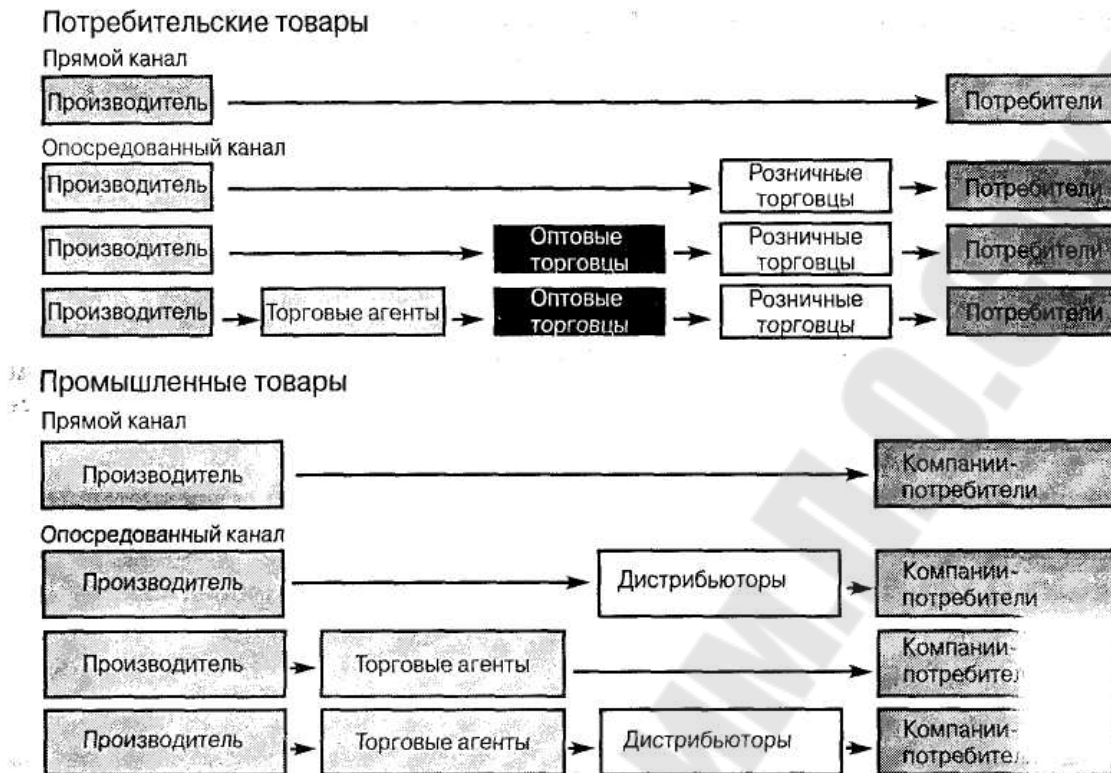 Потребительские товары
Прямой канал
Производитель Потребители
Опосредованный канал
Производитель Розничные торговцы Потребители
Производитель Оптовые торговцы Розничные торговцы Потребители
Производитель Торговые агенты Оптовые торговцы Розничные торговцы Потребители
Промышленные товары
Прямой канал
Производитель Компании-
потребители
Опосредованный канал
Производитель Дистрибьюторы Компании-
потребители
Производитель Торговые агенты Компании-
Производитель Торговые агенты Дистрибьюторы Компании-